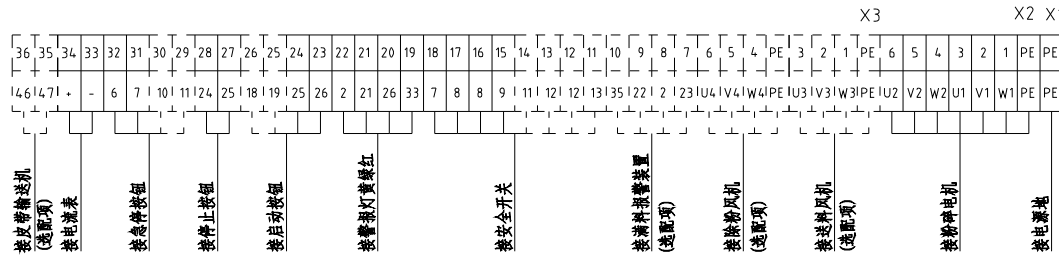 X3 X2 X1
36 35 34 33 32 31 30 29 28 27 26 25 24 23 22 21 20 19 18 17 16 15 14 13 12 11 10 9 8 7 6 5 4 PE 3 2 1 PE 6 5 4 3 2 1 PE PE
46 47 + - 6 7 10 11 24 25 18 19 25 26 2 21 26 33 7 8 8 9 11 12 12 13 35 22 2 23 U4 V4 W4 PE U3 V3 W3 PE U2 V2 W2 U1 V1 W1 PE PE
接皮带输送机
(选配项)
接电流表
接急停按钮
接停止按钮
接启动按钮
接警报灯黄绿红
接安全开关
接满料报警装置
(选配项)
接除粉风机
(选配项)
接送料风机
(选配项)
接粉碎电机
接电源地